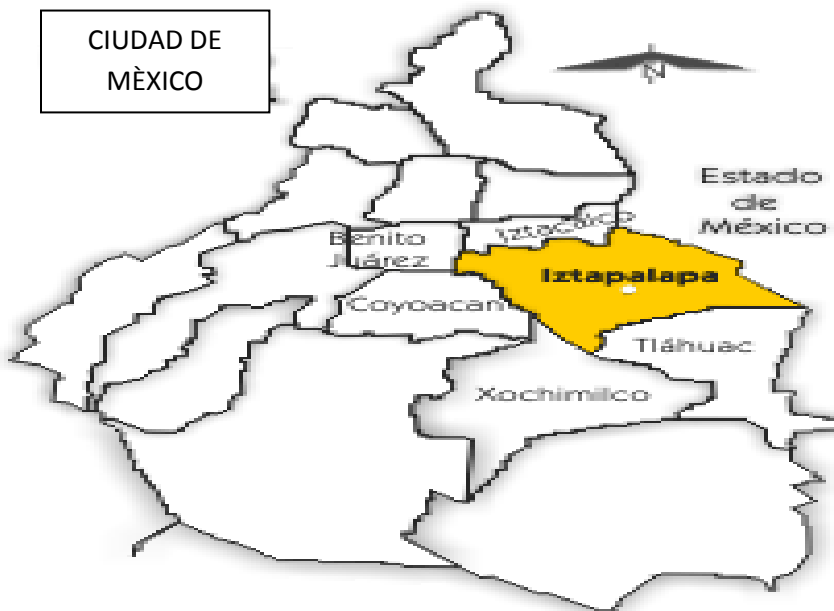 CIUDAD DE
MÈXICO
N
Estado
de
México
Iztacalco
Benito
Juárez
Iztapalapa
Coyoacan
Tláhuac
Xochimilco